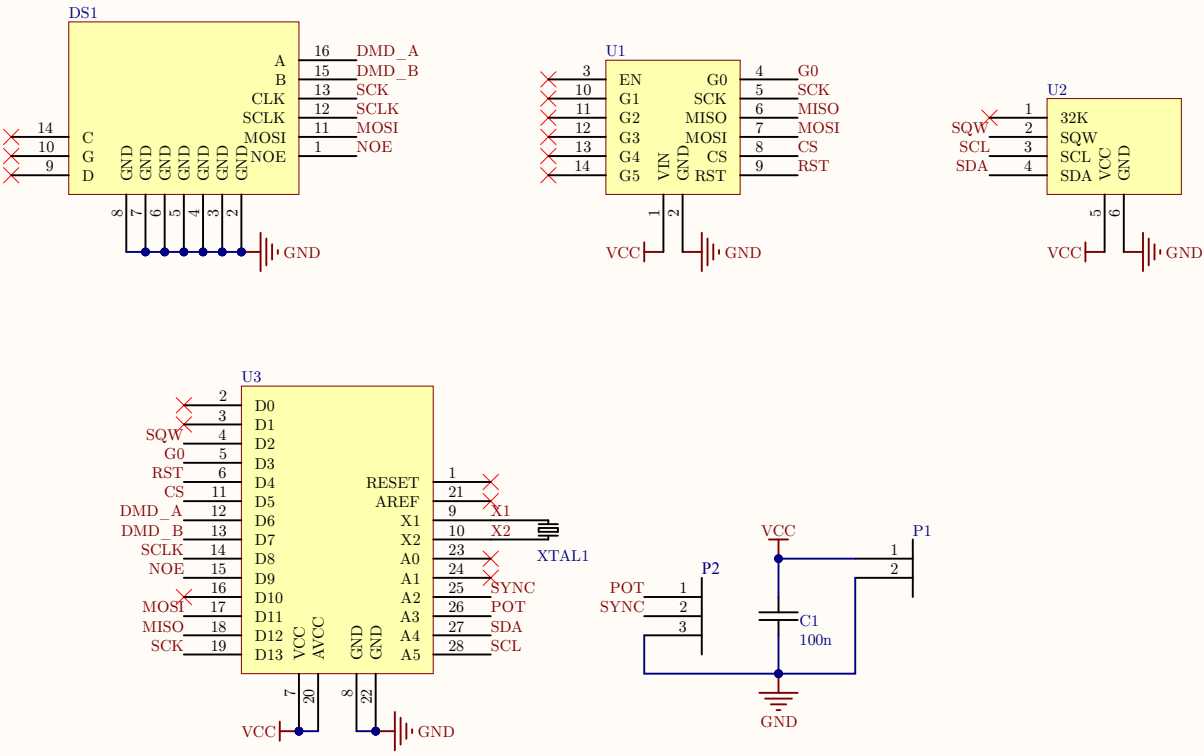 DS1
A 16 DMD_A
B 15 DMD_B
CLK 13 SCK
SCLK 12 SCLK
14 C MOSI 11 MOSI
10 G NOE 1 NOE
9 D
GND GND GND GND GND GND GND
8 7 6 5 4 3 2
GND
U1
3 EN G0 4 G0
10 G1 SCK 5 SCK
11 G2 MISO 6 MISO
12 G3 MOSI 7 MOSI
13 G4 CS 8 CS
14 G5 RST 9 RST
VIN GND
1 2
VCC GND
U2
1 32K
SQW 2 SQW
SCL 3 SCL
SDA 4 SDA
VCC GND
5 6
VCC GND
U3
2 D0
3 D1
SQW 4 D2
G0 5 D3
RST 6 D4 RESET 1
CS 11 D5 AREF 21
DMD_A 12 D6 X1 9 X1
DMD_B 13 D7 X2 10 X2
XTAL1
SCLK 14 D8 A0 23
NOE 15 D9 A1 24
16 D10 A2 25 SYNC
MOSI 17 D11 A3 26 POT
MISO 18 D12 A4 27 SDA
SCK 19 D13 A5 28 SCL
VCC AVCC GND GND
7 20 8 22
VCC GND
P2
POT 1
SYNC 2
3
VCC
P1
1
2
C1
100n
GND